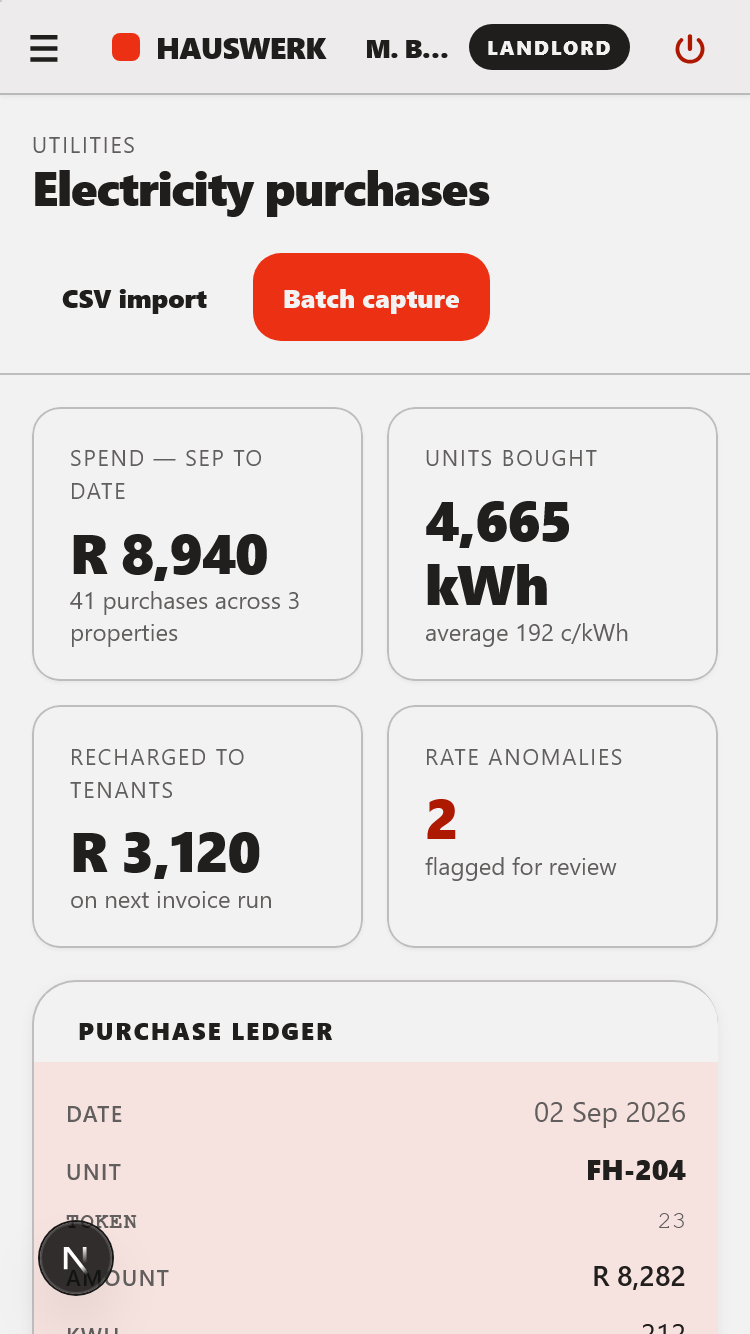 HAUSWERK M. B... LANDLORD
UTILITIES
Electricity purchases
CSV import Batch capture
SPEND — SEP TO
DATE
R 8,940
41 purchases across 3
properties
UNITS BOUGHT
4,665
kWh
average 192 c/kWh
RECHARGED TO
TENANTS
R 3,120
on next invoice run
RATE ANOMALIES
2
flagged for review
PURCHASE LEDGER
DATE 02 Sep 2026
UNIT FH-204
TOKEN 23
N
AMOUNT R 8,282
KWH 212